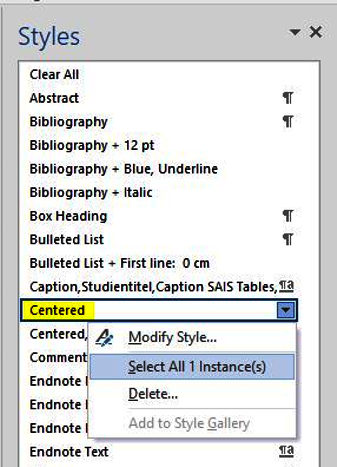 Styles
Clear All
Abstract ¶
Bibliography ¶
Bibliography + 12 pt
Bibliography + Blue, Underline
Bibliography + Italic
Box Heading ¶
Bulleted List ¶
Bulleted List + First line: 0 cm
Caption,Studientitel,Caption SAIS Tables, ¶a
Centered
Centered,
Modify Style...
Comment
Select All 1 Instance(s)
Endnote
Delete...
Endnote
Add to Style Gallery
Endnote
Endnote Text ¶a